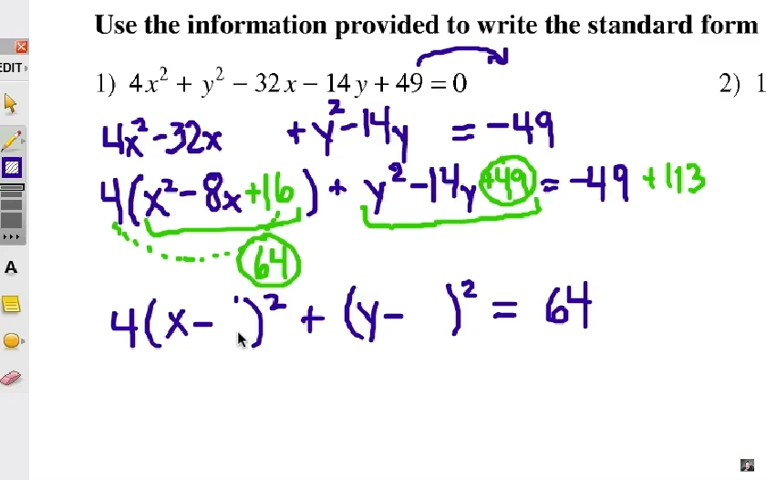 Use the information provided to write the standard form
EDIT
1) 4x² + y² − 32x − 14y + 49 = 0
2) 1
4x² − 32x + y² − 14y = −49
4(x² − 8x +16) + y² − 14y +49 = −49 +113
64
A
4(x − )² + (y − )² = 64